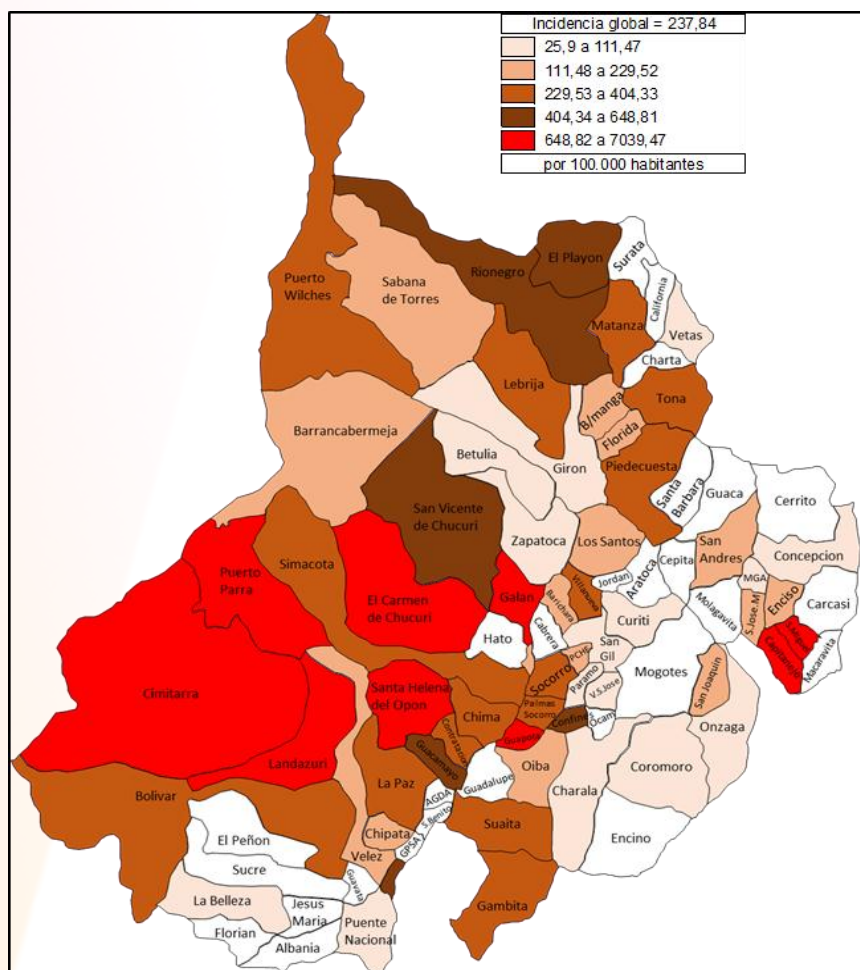 Incidencia global = 237,84
25,9 a 111,47
111,48 a 229,52
229,53 a 404,33
404,34 a 648,81
648,82 a 7039,47
por 100.000 habitantes
Surata
El Playon
Rionegro
California
Puerto
Wilches
Sabana
de Torres
Matanza
Vetas
Charta
Lebrija
B/manga
Tona
Florida
Barrancabermeja
Betulia
Giron
Piedecuesta
Santa
Barbara
Guaca
Cerrito
San Vicente
de Chucuri
Zapatoca
Los Santos
San
Andres
Concepcion
Simacota
Aratoca
Cepita
Puerto
Parra
El Carmen
de Chucuri
Galan
Barichara
Villanueva
Jordan
MGA
Molagavita
S.Jose.M
Enciso
Carcasi
Hato
Cabrera
Curiti
S.Miguel
Capitanejo
Macaravita
San
Gil
PCHE
Mogotes
Cimitarra
Santa Helena
del Opon
Socorro
Paramo
V.S.Jose
San Joaquin
Chima
Palmas
Socorro
Confines
Ocam
Onzaga
Contratacion
Guapota
Landazuri
Guacamayo
Oiba
Coromoro
Bolivar
La Paz
AGDA
Guadalupe
Charala
S.Benito
Suaita
Chipata
GPSA
El Peñon
Velez
Encino
Sucre
Guavata
La Belleza
Jesus
Maria
Gambita
Puente
Nacional
Florian
Albania